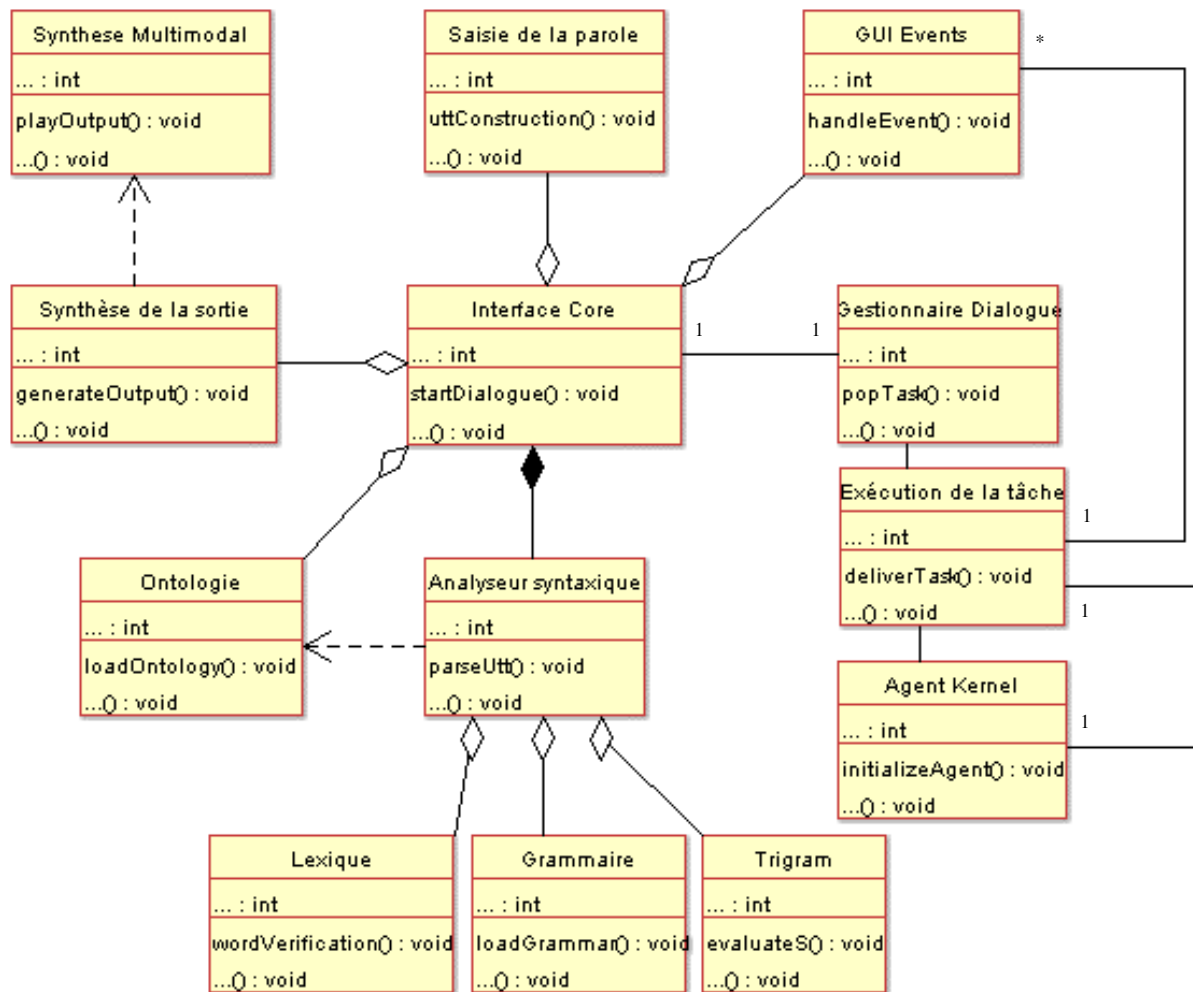 Synthese Multimodal
... : int
playOutput() : void
...() : void
Saisie de la parole
... : int
uttConstruction() : void
...() : void
GUI Events
... : int
handleEvent() : void
...() : void
*
Synthèse de la sortie
... : int
generateOutput() : void
...() : void
Interface Core
... : int
startDialogue() : void
...() : void
1
1
Gestionnaire Dialogue
... : int
popTask() : void
...() : void
Exécution de la tâche
... : int
deliverTask() : void
...() : void
1
1
Ontologie
... : int
loadOntology() : void
...() : void
Analyseur syntaxique
... : int
parseUtt() : void
...() : void
Agent Kernel
... : int
initializeAgent() : void
...() : void
1
Lexique
... : int
wordVerification() : void
...() : void
Grammaire
... : int
loadGrammar() : void
...() : void
Trigram
... : int
evaluateS() : void
...() : void